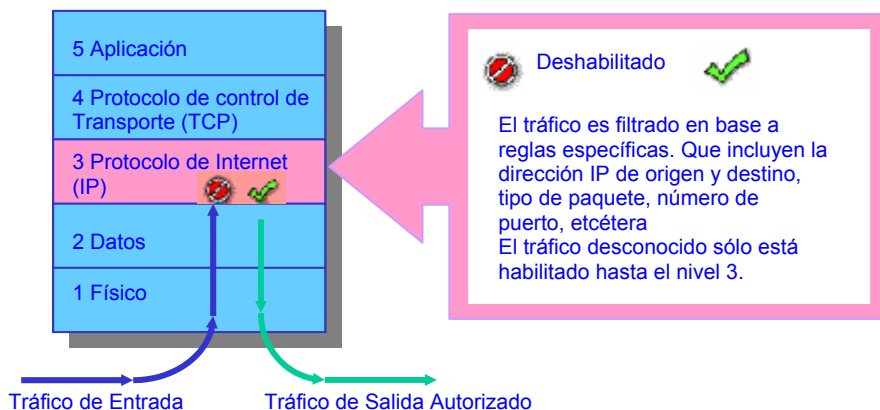 5 Aplicación
4 Protocolo de control de
Transporte (TCP)
3 Protocolo de Internet
(IP)
2 Datos
1 Físico
Tráfico de Entrada
Tráfico de Salida Autorizado
Deshabilitado
El tráfico es filtrado en base a
reglas específicas. Que incluyen la
dirección IP de origen y destino,
tipo de paquete, número de
puerto, etcétera
El tráfico desconocido sólo está
habilitado hasta el nivel 3.